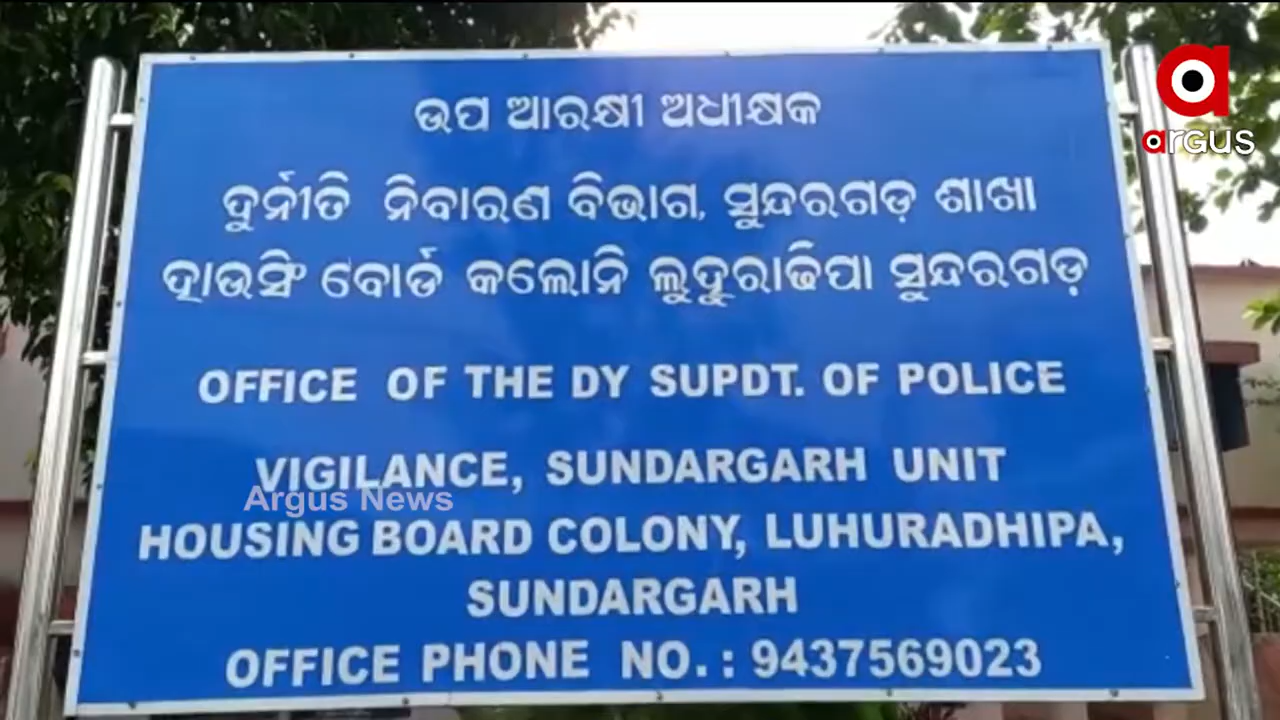 ଉପ ଆରକ୍ଷୀ ଅଧୀକ୍ଷକ
ଦୁର୍ନୀତି ନିବାରଣ ବିଭାଗ, ସୁନ୍ଦରଗଡ଼ ଶାଖା
ହାଉସିଂ ବୋର୍ଡ କଲୋନି ଲୁହୁରାଢିପା ସୁନ୍ଦରଗଡ଼
OFFICE OF THE DY SUPDT. OF POLICE
VIGILANCE, SUNDARGARH UNIT
HOUSING BOARD COLONY, LUHURADHIPA,
SUNDARGARH
OFFICE PHONE NO. : 9437569023
argus
Argus News